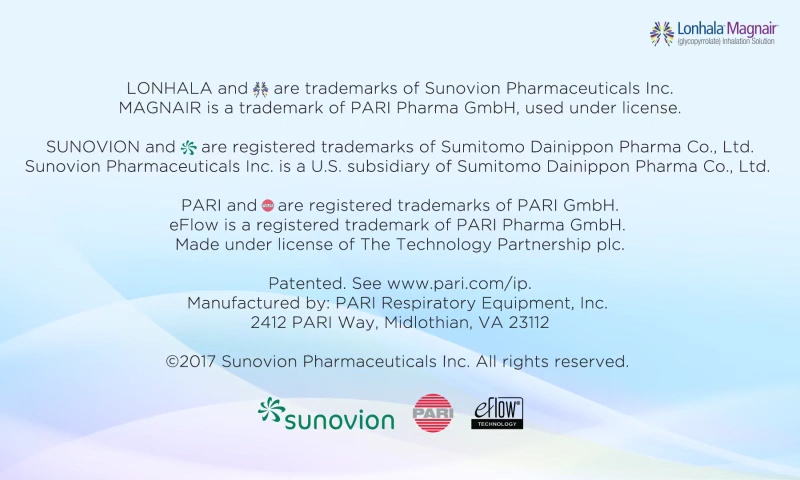 Lonhala™ Magnair™
(glycopyrrolate) Inhalation Solution
LONHALA and are trademarks of Sunovion Pharmaceuticals Inc.
MAGNAIR is a trademark of PARI Pharma GmbH, used under license.
SUNOVION and are registered trademarks of Sumitomo Dainippon Pharma Co., Ltd.
Sunovion Pharmaceuticals Inc. is a U.S. subsidiary of Sumitomo Dainippon Pharma Co., Ltd.
PARI and PARI are registered trademarks of PARI GmbH.
eFlow is a registered trademark of PARI Pharma GmbH.
Made under license of The Technology Partnership plc.
Patented. See www.pari.com/ip.
Manufactured by: PARI Respiratory Equipment, Inc.
2412 PARI Way, Midlothian, VA 23112
©2017 Sunovion Pharmaceuticals Inc. All rights reserved.
sunovion
PARI
eFlow®
TECHNOLOGY